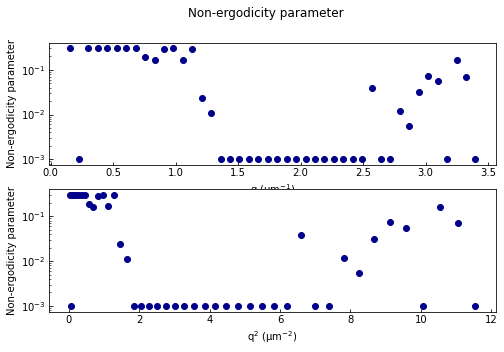 Non-ergodicity parameter
Non-ergodicity parameter
10⁻¹
10⁻²
10⁻³
0.0 0.5 1.0 1.5 2.0 2.5 3.0 3.5
q (μm⁻¹)
Non-ergodicity parameter
10⁻¹
10⁻²
10⁻³
0 2 4 6 8 10 12
q² (μm⁻²)